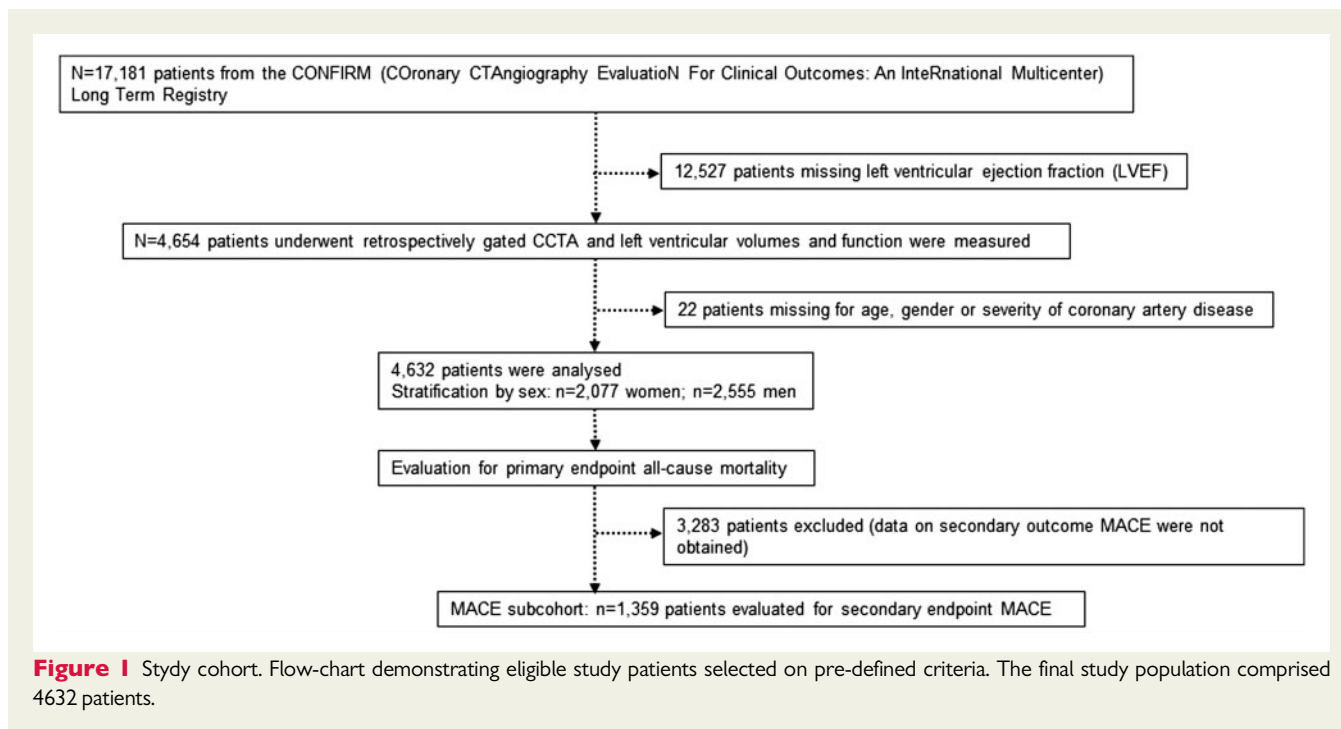 N=17,181 patients from the CONFIRM (COronary CTAngiography EvaluatioN For Clinical Outcomes: An InteRnational Multicenter)
Long Term Registry
12,527 patients missing left ventricular ejection fraction (LVEF)
N=4,654 patients underwent retrospectively gated CCTA and left ventricular volumes and function were measured
22 patients missing for age, gender or severity of coronary artery disease
4,632 patients were analysed
Stratification by sex: n=2,077 women; n=2,555 men
Evaluation for primary endpoint all-cause mortality
3,283 patients excluded (data on secondary outcome MACE were not
obtained)
MACE subcohort: n=1,359 patients evaluated for secondary endpoint MACE
Figure 1 Stydy cohort. Flow-chart demonstrating eligible study patients selected on pre-defined criteria. The final study population comprised
4632 patients.